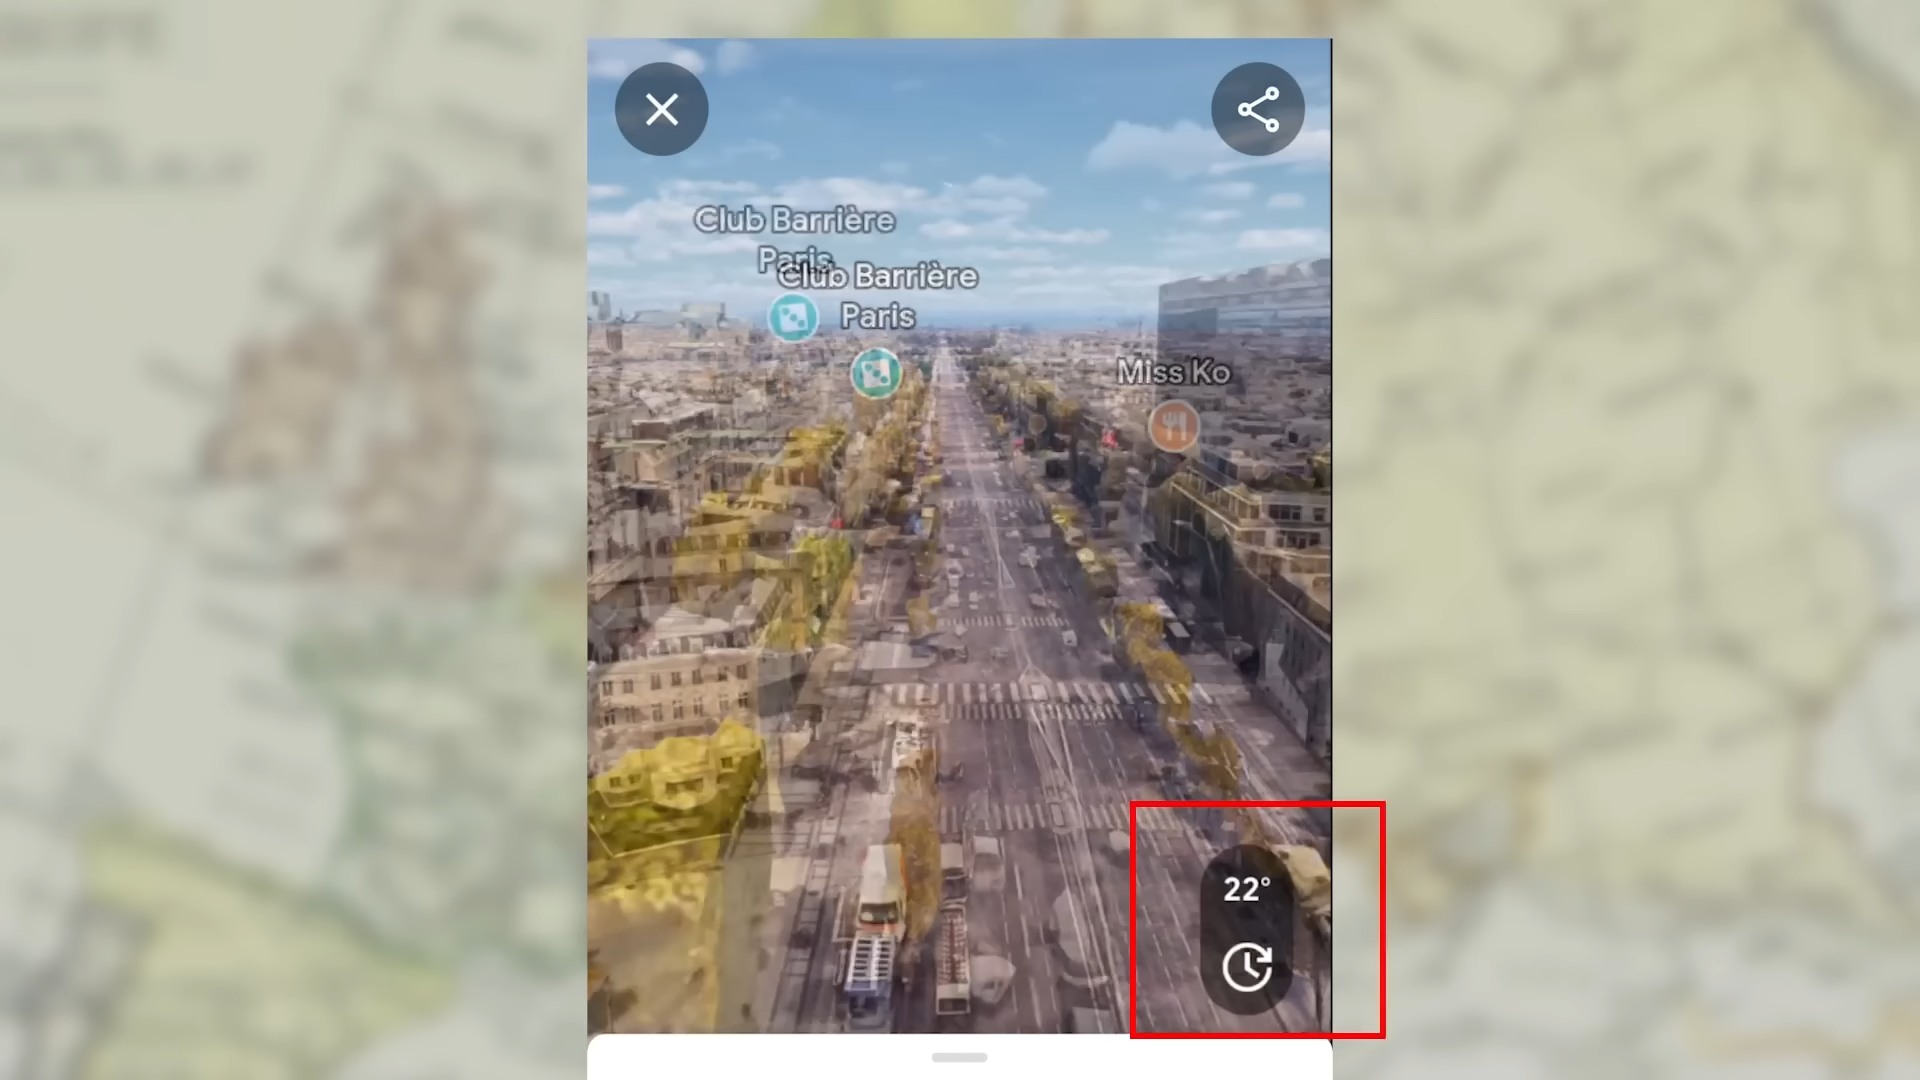 Club Barrière
Paris
Club Barrière
Paris
Miss Ko
22°